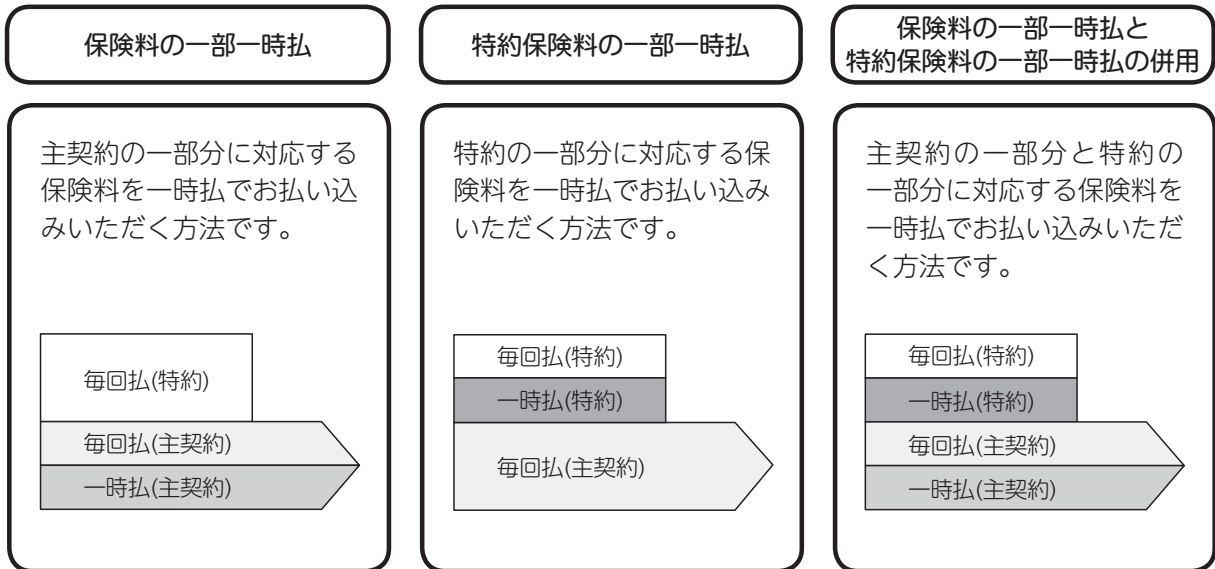 保険料の一部一時払
主契約の一部分に対応する
保険料を一時払でお払い込
みいただく方法です。
毎回払(特約)
毎回払(主契約)
一時払(主契約)
特約保険料の一部一時払
特約の一部分に対応する保
険料を一時払でお払い込み
いただく方法です。
毎回払(特約)
一時払(特約)
毎回払(主契約)
保険料の一部一時払と
特約保険料の一部一時払の併用
主契約の一部分と特約の
一部分に対応する保険料を
一時払でお払い込みいただ
く方法です。
毎回払(特約)
一時払(特約)
毎回払(主契約)
一時払(主契約)